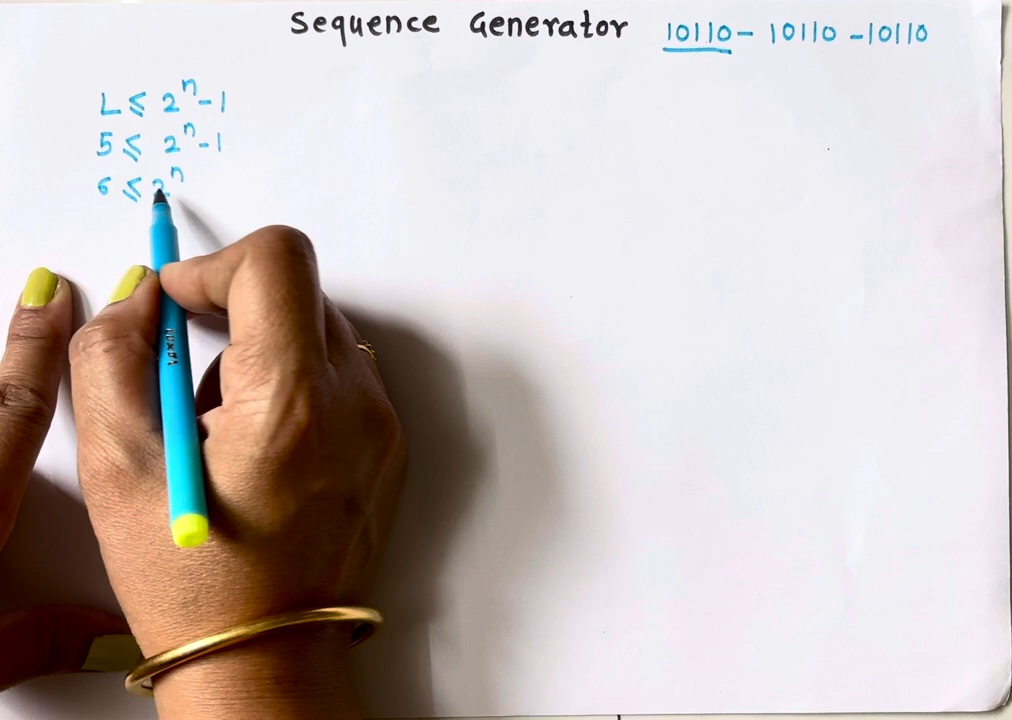 Sequence Generator 10110 - 10110 - 10110
L ≤ 2ⁿ - 1
5 ≤ 2ⁿ - 1
6 ≤ 2ⁿ